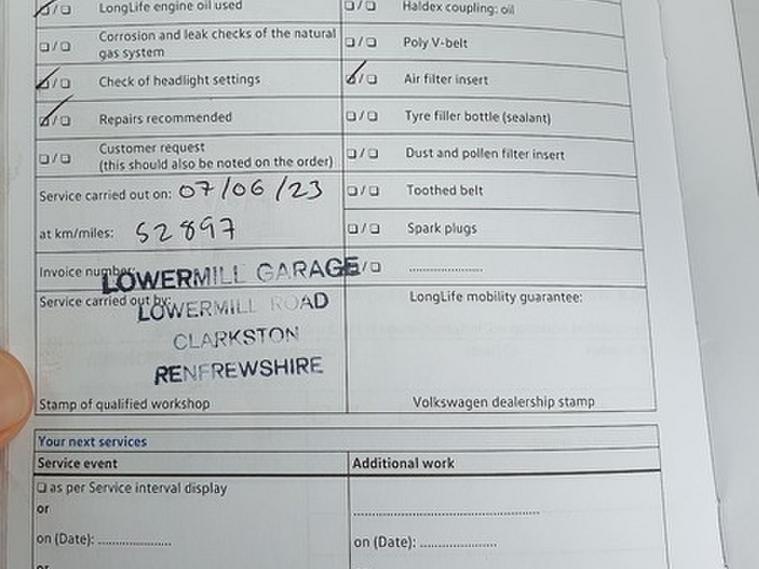 ☑/☐ LongLife engine oil used
☐/☐ Corrosion and leak checks of the natural
gas system
☑/☐ Check of headlight settings
☑/☐ Repairs recommended
☐/☐ Customer request
(this should also be noted on the order)
Service carried out on: 07/06/23
at km/miles: 52897
Invoice number:
LOWERMILL GARAGE
Service carried out by:
LOWERMILL ROAD
CLARKSTON
RENFREWSHIRE
Stamp of qualified workshop
☐/☐ Haldex coupling: oil
☐/☐ Poly V-belt
☑/☐ Air filter insert
☐/☐ Tyre filler bottle (sealant)
☐/☐ Dust and pollen filter insert
☐/☐ Toothed belt
☐/☐ Spark plugs
☐/☐ ....................
LongLife mobility guarantee:
Volkswagen dealership stamp
Your next services
Service event
☐ as per Service interval display
or
on (Date): ....................
or
Additional work
..................................................
on (Date): ....................